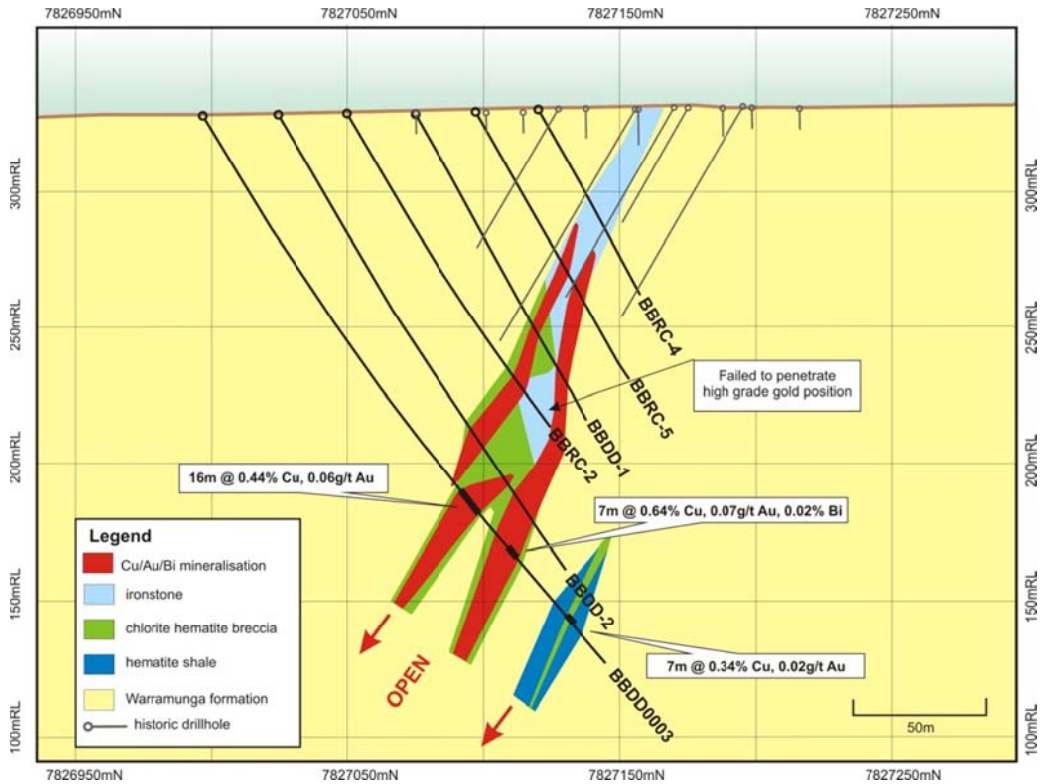 7826950mN
7827050mN
7827150mN
7827250mN
300mRL
300mRL
250mRL
250mRL
200mRL
200mRL
150mRL
150mRL
100mRL
100mRL
BBRC-4
BBRC-5
BBDD-1
BBRC-2
BBDD-2
BBDD0003
Failed to penetrate
high grade gold position
16m @ 0.44% Cu, 0.06g/t Au
7m @ 0.64% Cu, 0.07g/t Au, 0.02% Bi
7m @ 0.34% Cu, 0.02g/t Au
OPEN
Legend
Cu/Au/Bi mineralisation
ironstone
chlorite hematite breccia
hematite shale
Warramunga formation
historic drillhole
50m
7826950mN
7827050mN
7827150mN
7827250mN